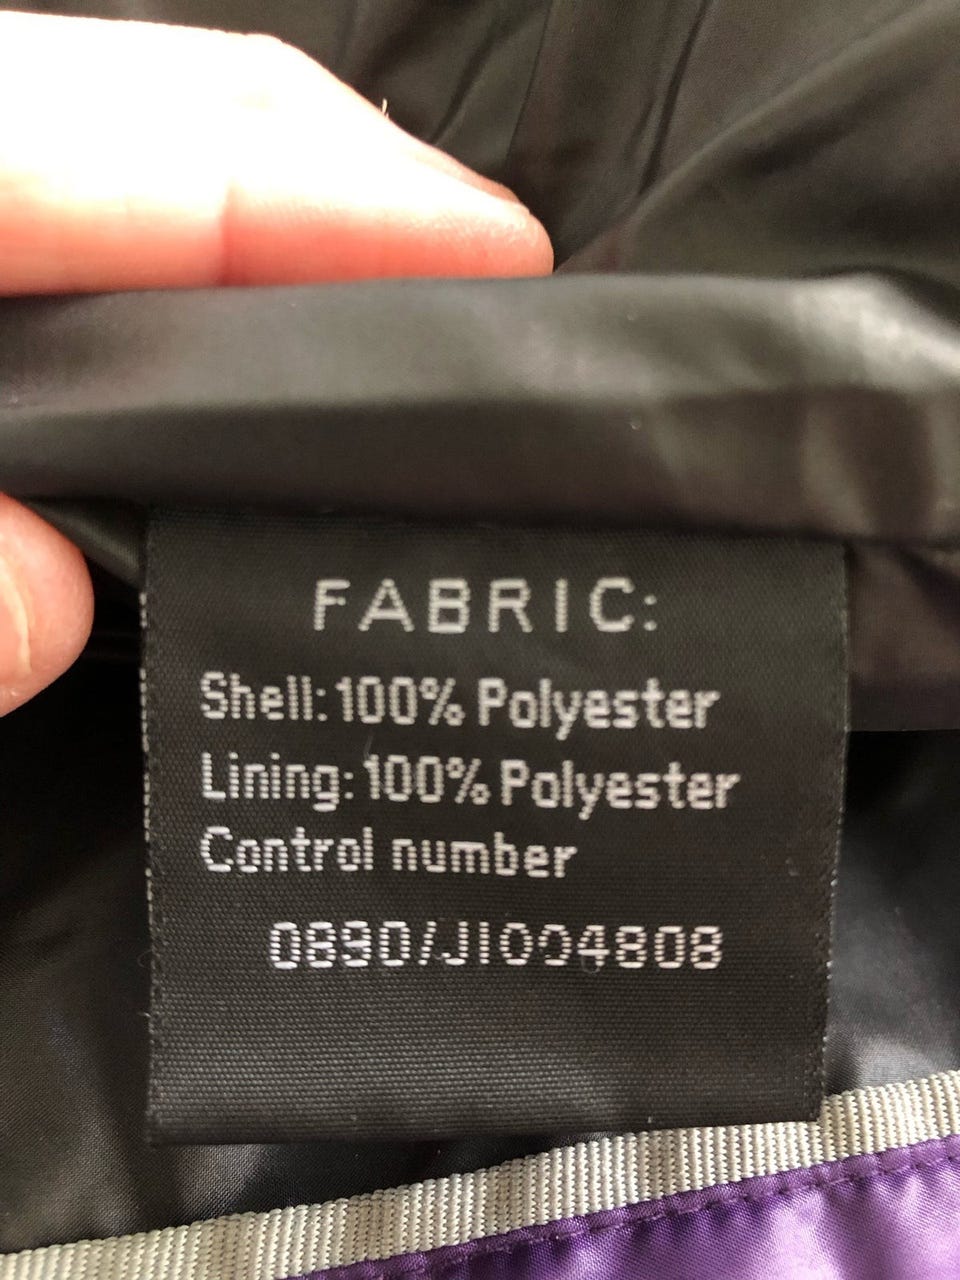 FABRIC:
Shell: 100% Polyester
Lining: 100% Polyester
Control number
0890/JI004808